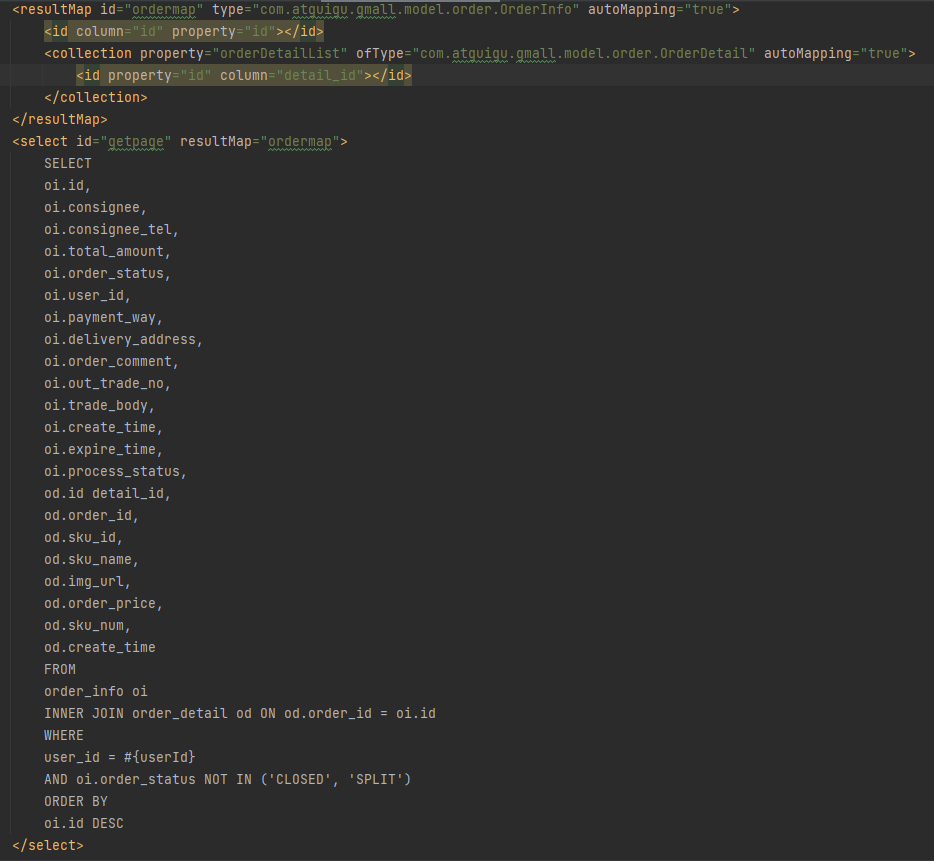 <resultMap id="ordermap" type="com.atguigu.gmall.model.order.OrderInfo" autoMapping="true">
<id column="id" property="id"></id>
<collection property="orderDetailList" ofType="com.atguigu.gmall.model.order.OrderDetail" autoMapping="true">
<id property="id" column="detail_id"></id>
</collection>
</resultMap>
<select id="getpage" resultMap="ordermap">
SELECT
oi.id,
oi.consignee,
oi.consignee_tel,
oi.total_amount,
oi.order_status,
oi.user_id,
oi.payment_way,
oi.delivery_address,
oi.order_comment,
oi.out_trade_no,
oi.trade_body,
oi.create_time,
oi.expire_time,
oi.process_status,
od.id detail_id,
od.order_id,
od.sku_id,
od.sku_name,
od.img_url,
od.order_price,
od.sku_num,
od.create_time
FROM
order_info oi
INNER JOIN order_detail od ON od.order_id = oi.id
WHERE
user_id = #{userId}
AND oi.order_status NOT IN ('CLOSED', 'SPLIT')
ORDER BY
oi.id DESC
</select>